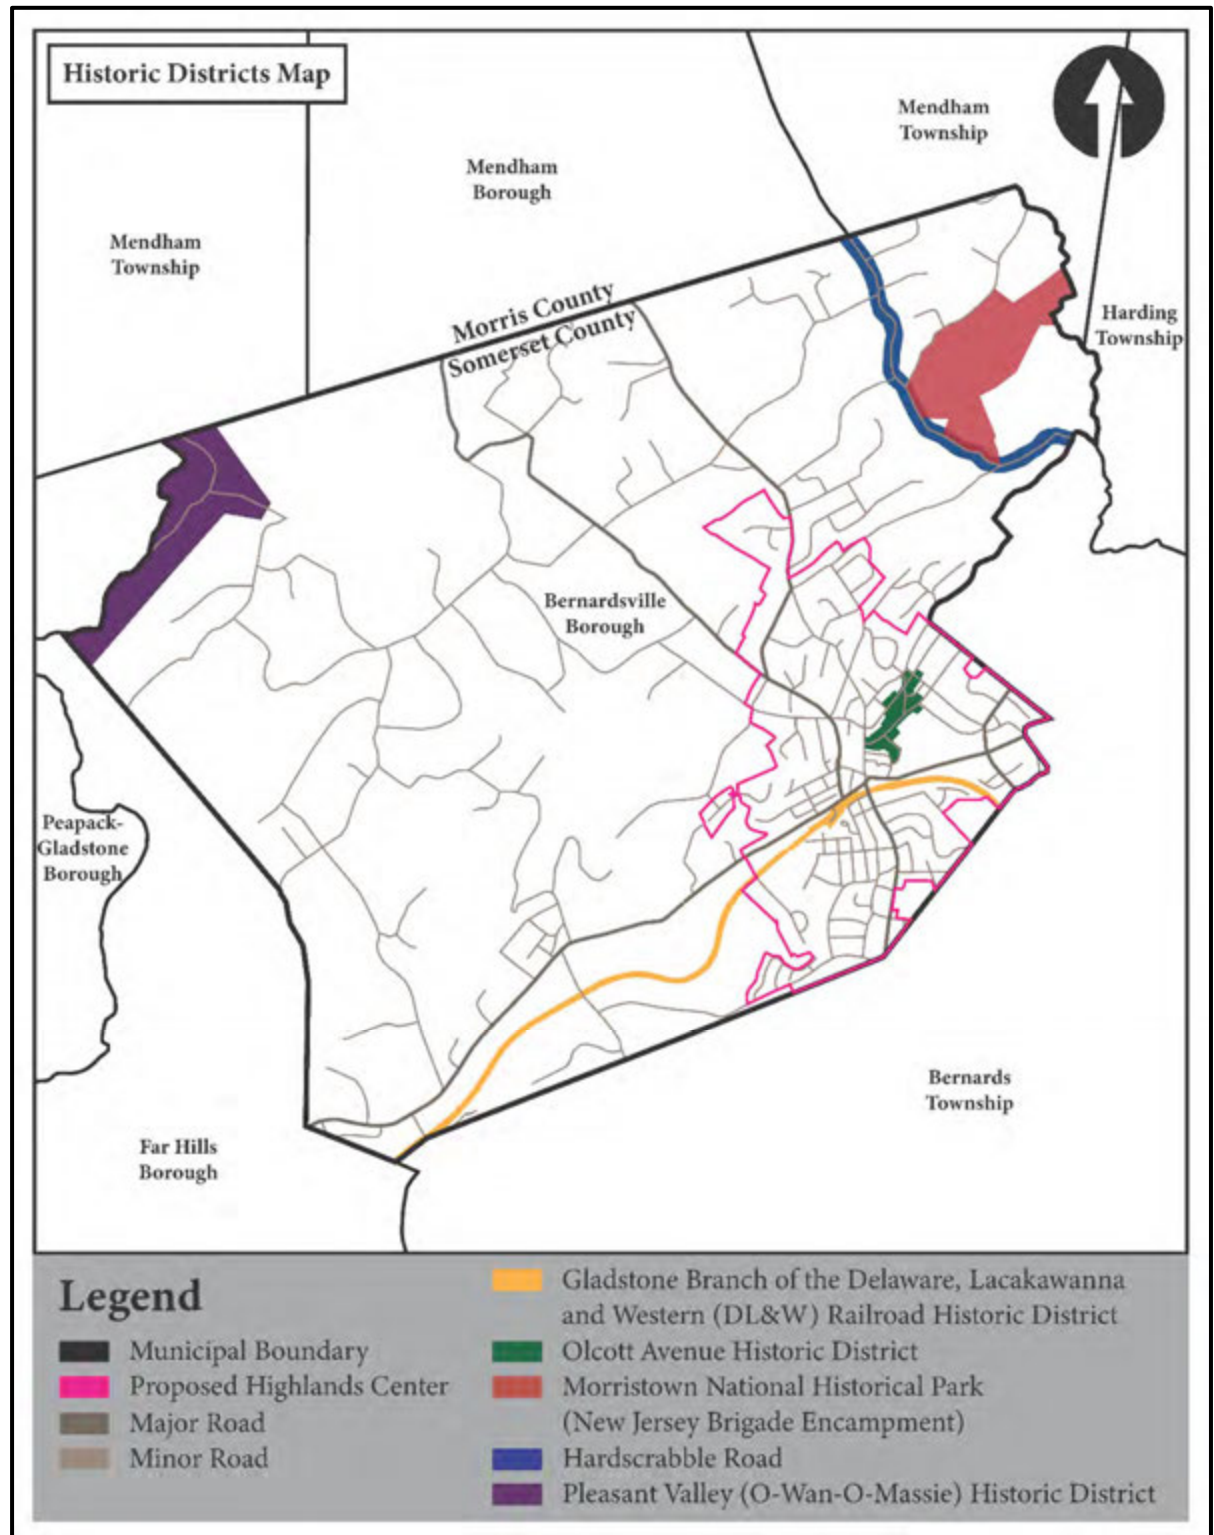 Historic Districts Map
Mendham
Township
Mendham
Borough
Mendham
Township
Morris County
Somerset County
Harding
Township
Bernardsville
Borough
Peapack-
Gladstone
Borough
Bernards
Township
Far Hills
Borough
Legend
Municipal Boundary
Proposed Highlands Center
Major Road
Minor Road
Gladstone Branch of the Delaware, Lacakawanna
and Western (DL&W) Railroad Historic District
Olcott Avenue Historic District
Morristown National Historical Park
(New Jersey Brigade Encampment)
Hardscrabble Road
Pleasant Valley (O-Wan-O-Massie) Historic District